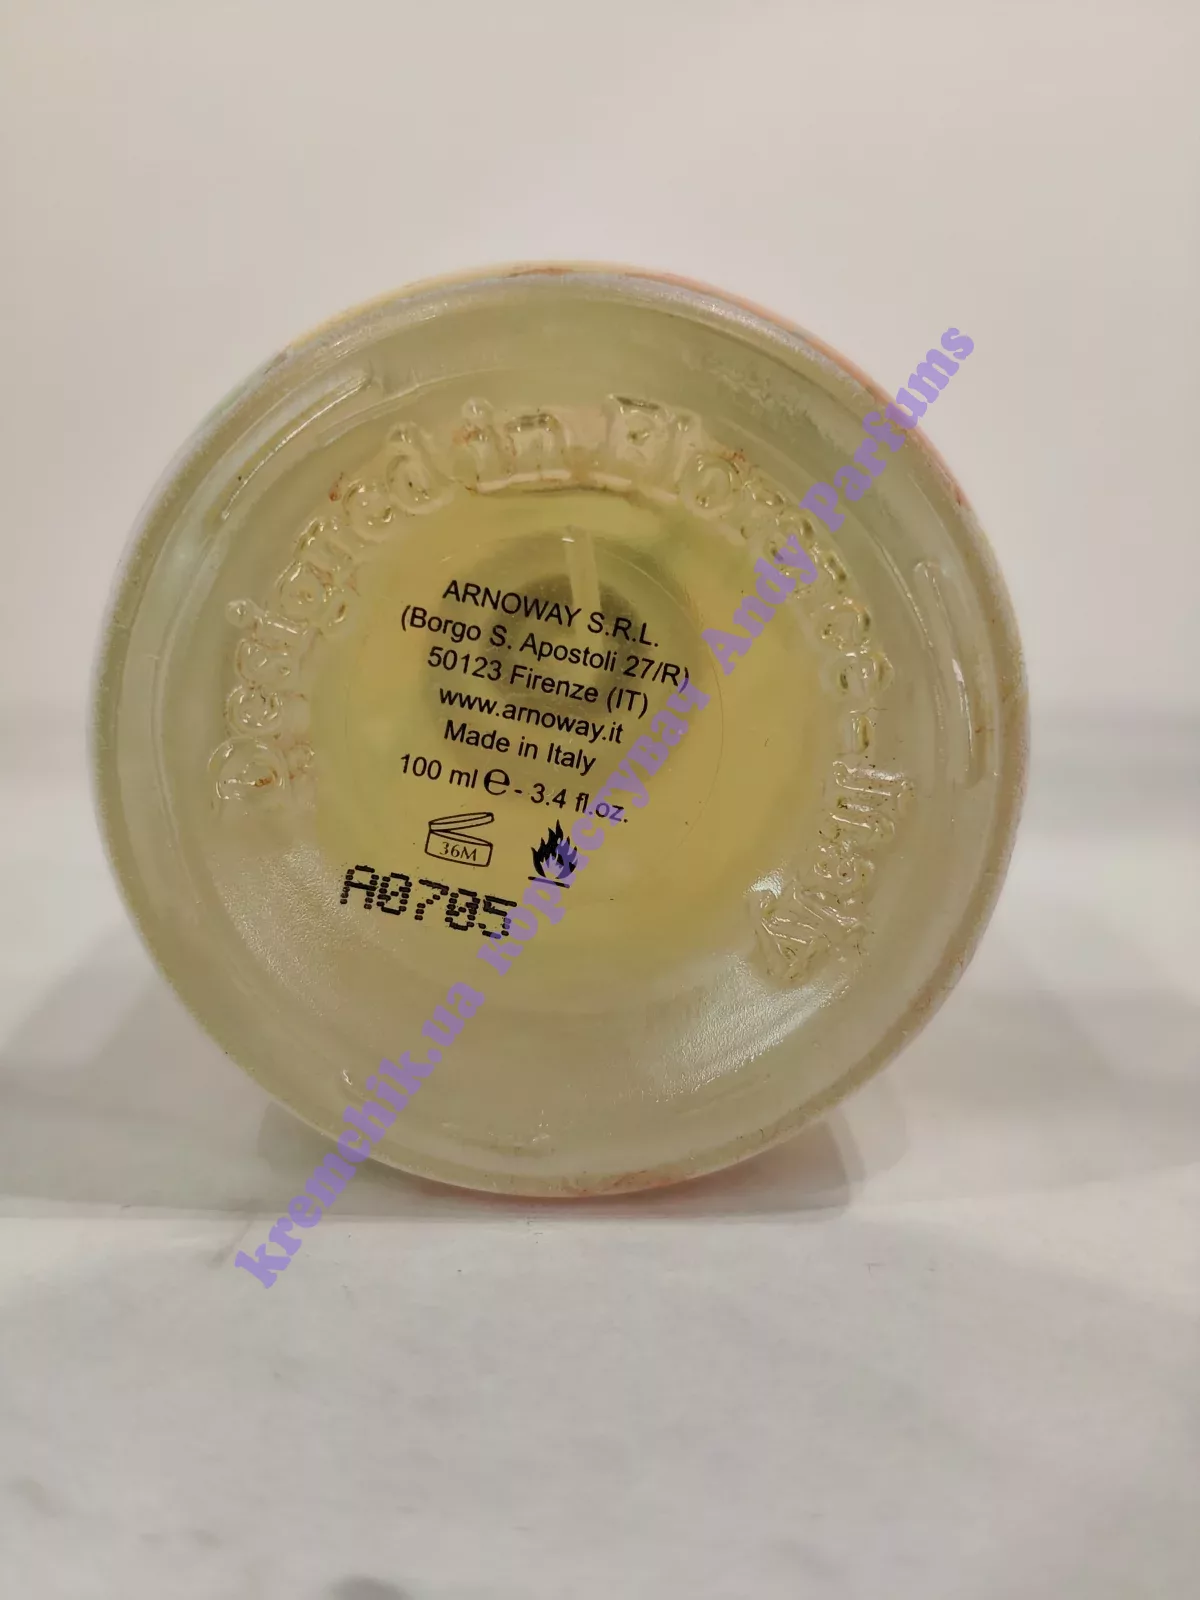 Designed in Florence - Italy
ARNOWAY S.R.L.
(Borgo S. Apostoli 27/R)
50123 Firenze (IT)
www.arnoway.it
Made in Italy
100 ml ℮ - 3.4 fl.oz.
36M
A0705
kremchik.ua користувач Andy Parfums